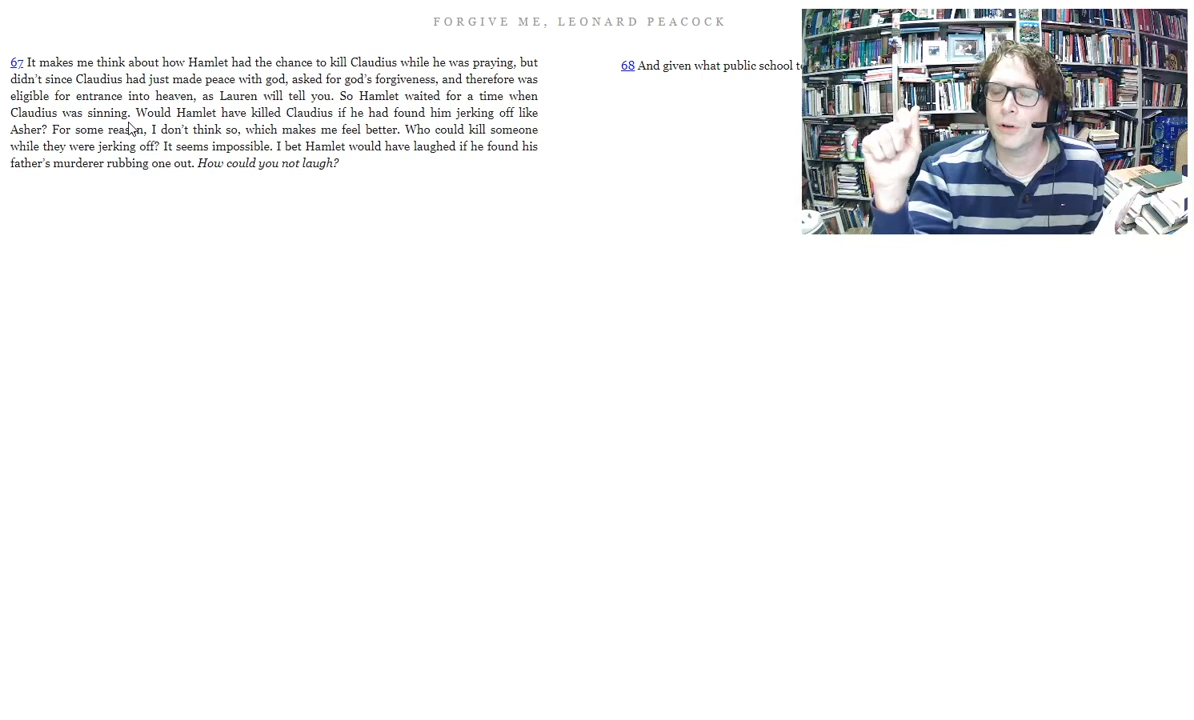 FORGIVE ME, LEONARD PEACOCK
67 It makes me think about how Hamlet had the chance to kill Claudius while he was praying, but
didn't since Claudius had just made peace with god, asked for god's forgiveness, and therefore was
eligible for entrance into heaven, as Lauren will tell you. So Hamlet waited for a time when
Claudius was sinning. Would Hamlet have killed Claudius if he had found him jerking off like
Asher? For some reason, I don't think so, which makes me feel better. Who could kill someone
while they were jerking off? It seems impossible. I bet Hamlet would have laughed if he found his
father's murderer rubbing one out. How could you not laugh?
68 And given what public school